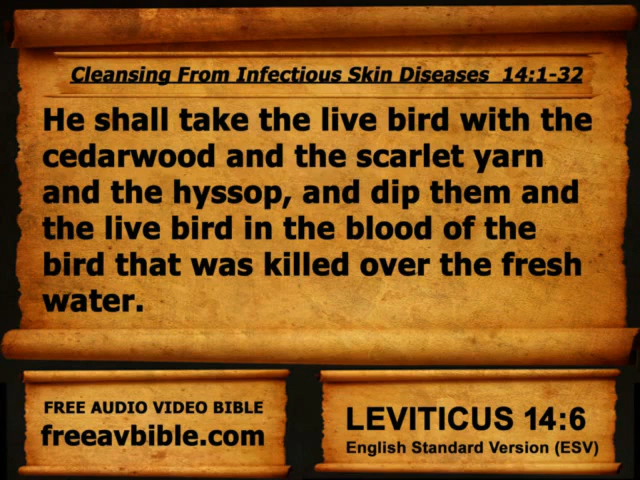 Cleansing From Infectious Skin Diseases 14:1-32
He shall take the live bird with the
cedarwood and the scarlet yarn
and the hyssop, and dip them and
the live bird in the blood of the
bird that was killed over the fresh
water.
FREE AUDIO VIDEO BIBLE
freeavbible.com
LEVITICUS 14:6
English Standard Version (ESV)